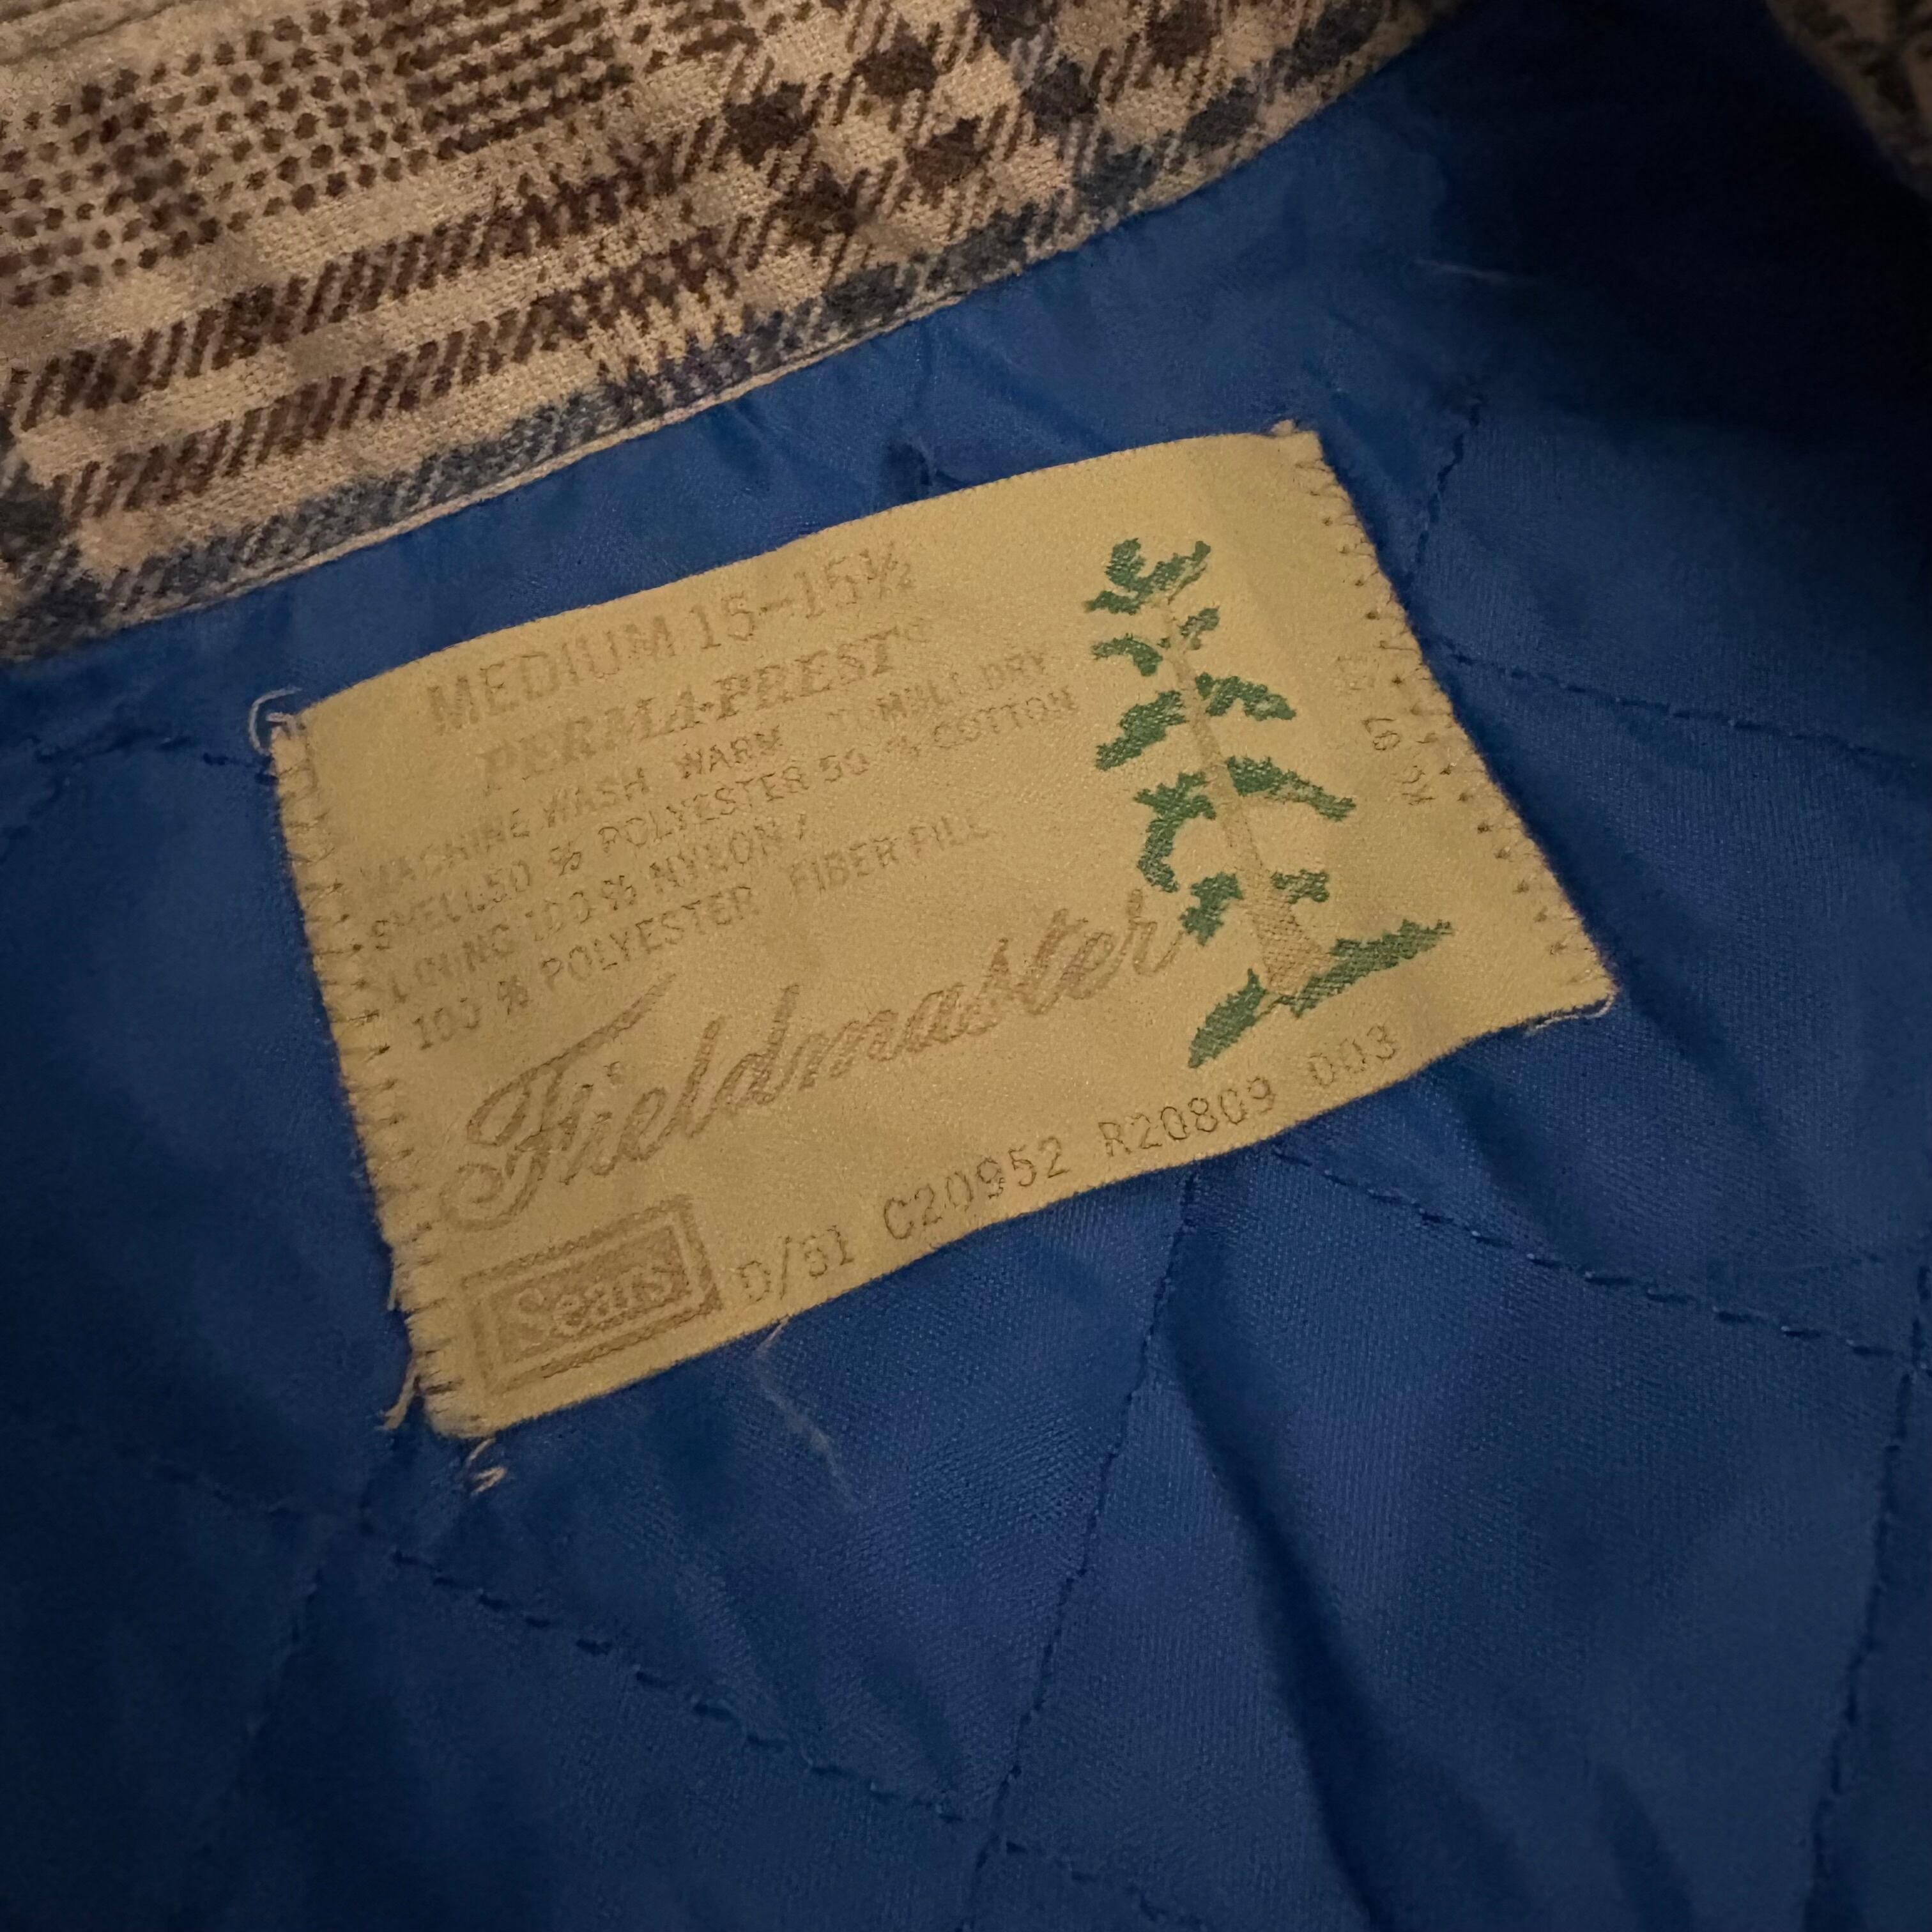 MEDIUM 15-15½
PERMA·PREST®
MACHINE WASH WARM TUMBLE DRY
SHELL 50 % POLYESTER 50 % COTTON
LINING 100 % NYLON /
100 % POLYESTER FIBER FILL
Fieldmaster
Sears
D/51 C20952 R20809 003